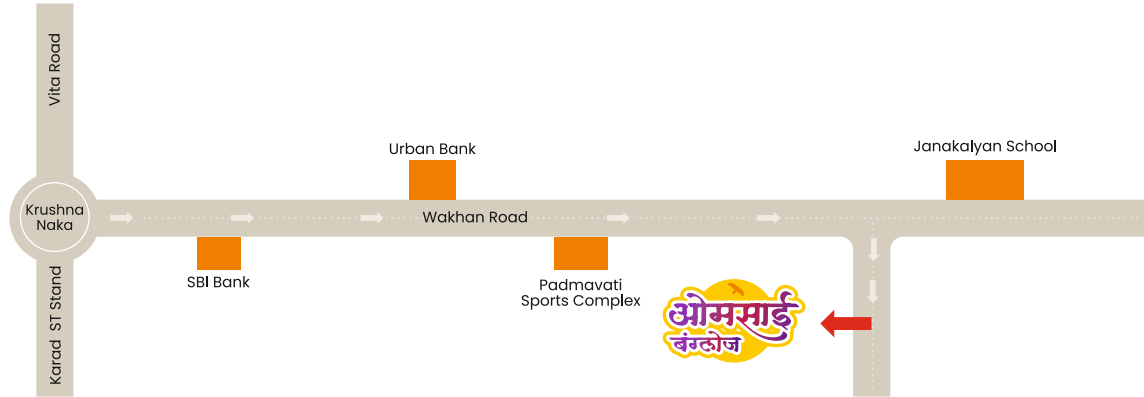 Vita Road
Urban Bank
Janakalyan School
Krushna
Naka
Wakhan Road
SBI Bank
Padmavati
Sports Complex
ओमसाई
बंग्लोज
Karad ST Stand